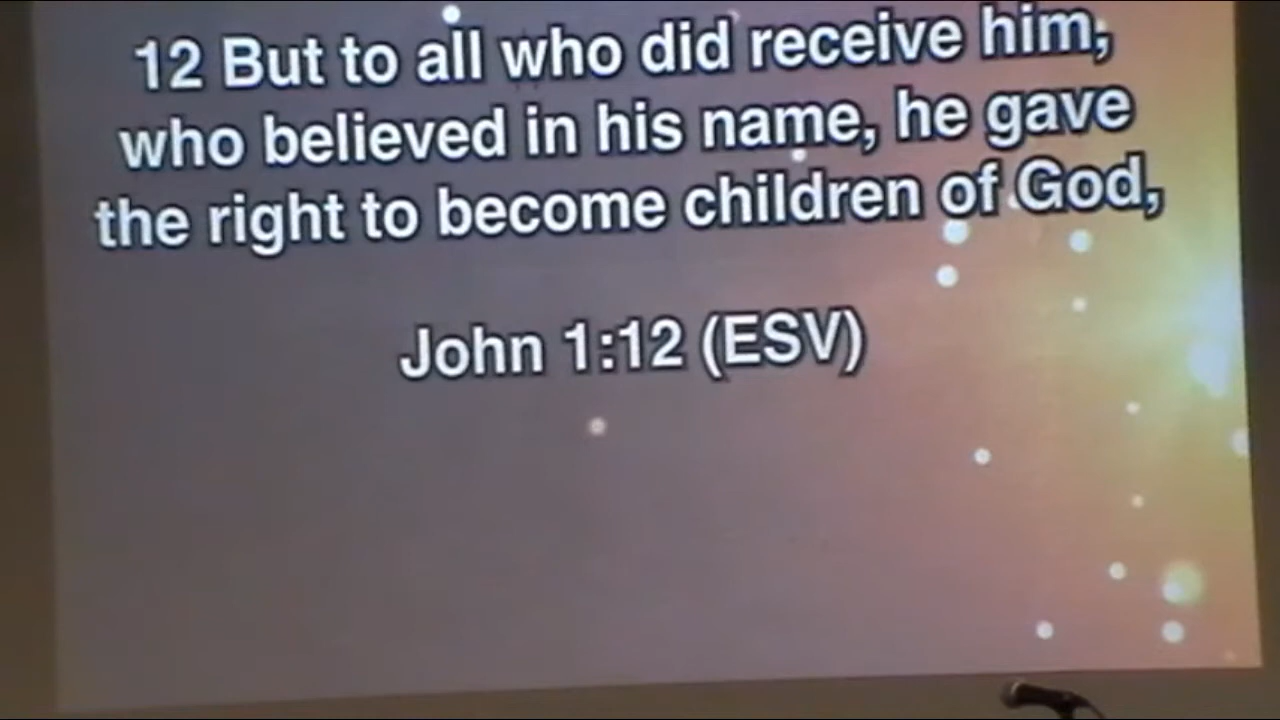 12 But to all who did receive him,
who believed in his name, he gave
the right to become children of God,
John 1:12 (ESV)